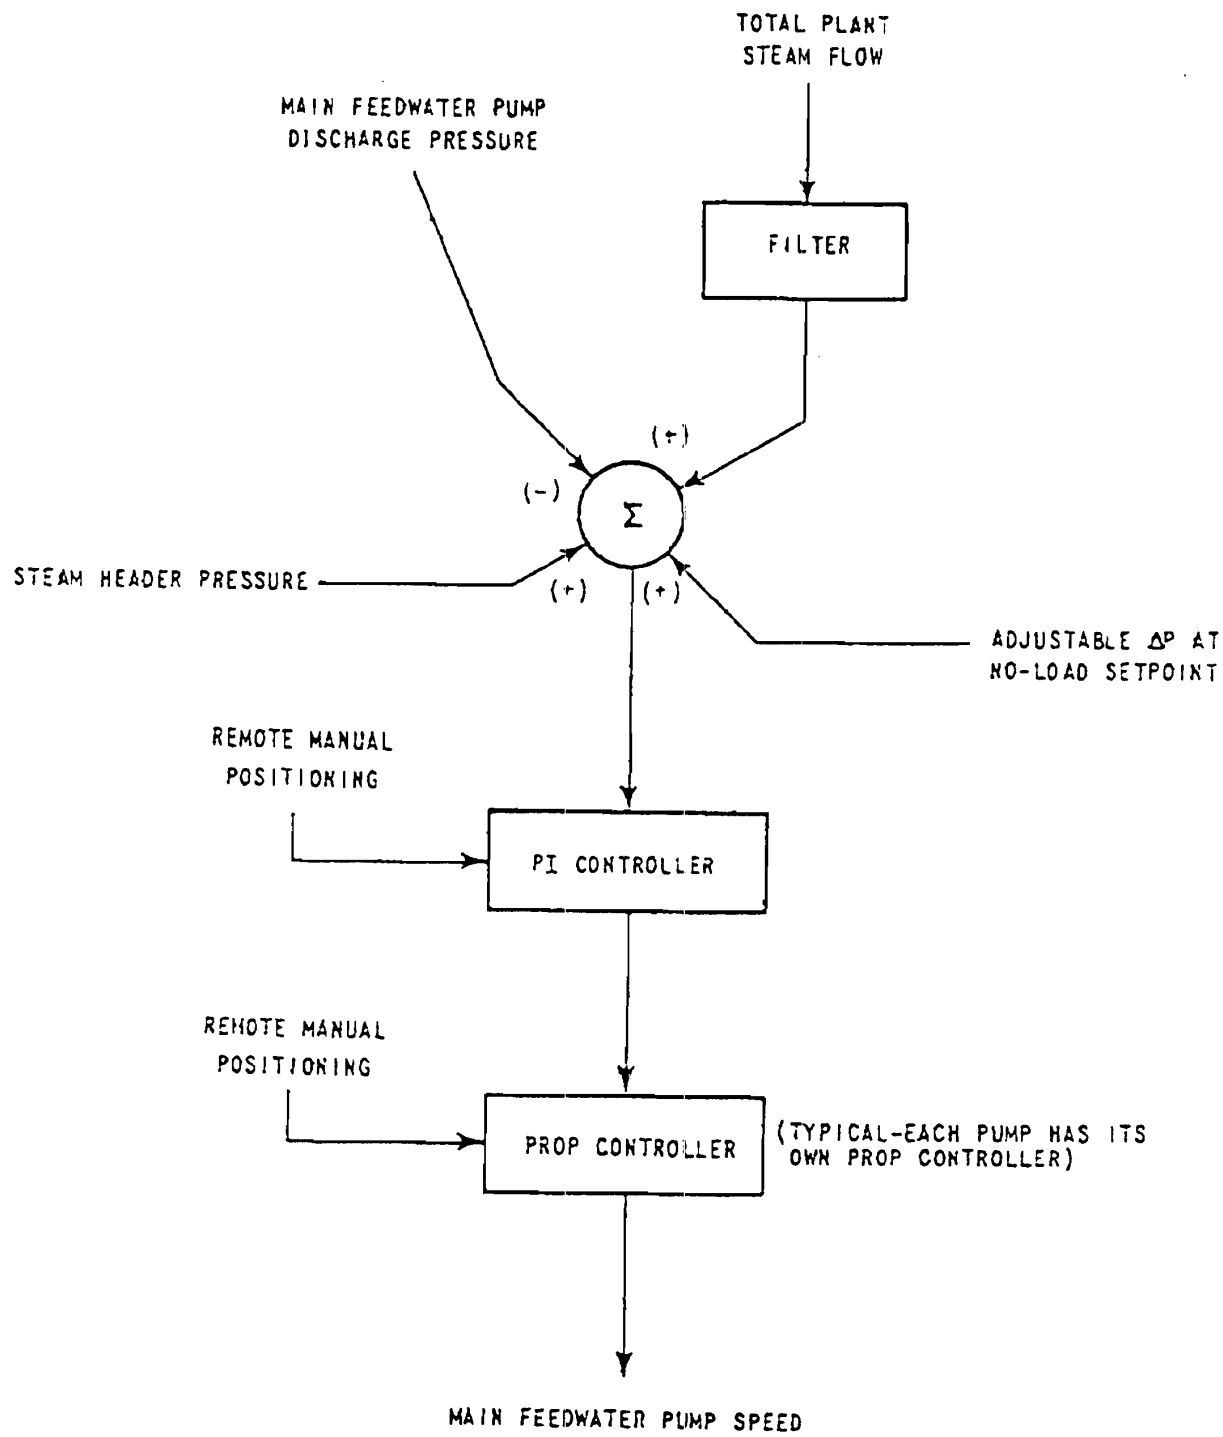 TOTAL PLANT
STEAM FLOW
MAIN FEEDWATER PUMP
DISCHARGE PRESSURE
FILTER
(+)
(-)
Σ
STEAM HEADER PRESSURE
(+)
(+)
ADJUSTABLE ΔP AT
NO-LOAD SETPOINT
REMOTE MANUAL
POSITIONING
PI CONTROLLER
REMOTE MANUAL
POSITIONING
PROP CONTROLLER
(TYPICAL-EACH PUMP HAS ITS
OWN PROP CONTROLLER)
MAIN FEEDWATER PUMP SPEED